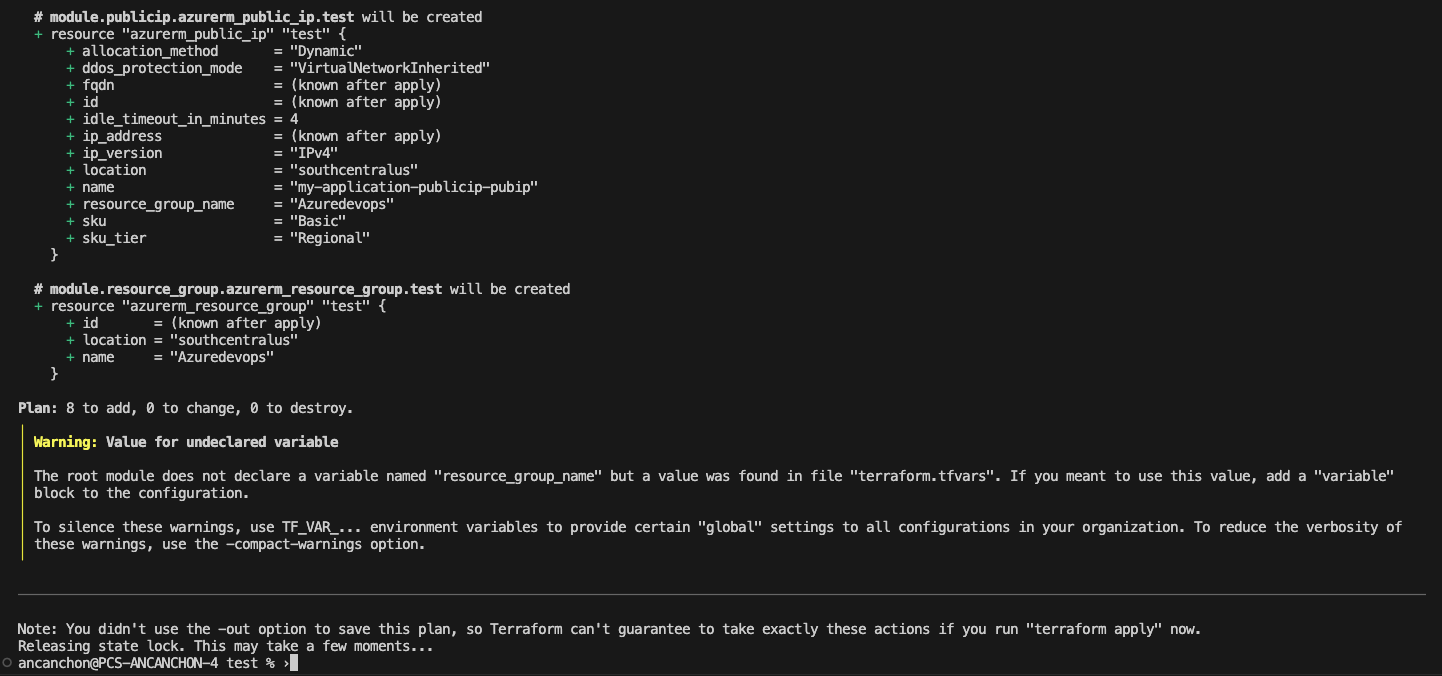 # module.publicip.azurerm_public_ip.test will be created
+ resource "azurerm_public_ip" "test" {
+ allocation_method       = "Dynamic"
+ ddos_protection_mode    = "VirtualNetworkInherited"
+ fqdn                    = (known after apply)
+ id                      = (known after apply)
+ idle_timeout_in_minutes = 4
+ ip_address              = (known after apply)
+ ip_version              = "IPv4"
+ location                = "southcentralus"
+ name                    = "my-application-publicip-pubip"
+ resource_group_name     = "Azuredevops"
+ sku                     = "Basic"
+ sku_tier                = "Regional"
}
# module.resource_group.azurerm_resource_group.test will be created
+ resource "azurerm_resource_group" "test" {
+ id       = (known after apply)
+ location = "southcentralus"
+ name     = "Azuredevops"
}
Plan: 8 to add, 0 to change, 0 to destroy.
Warning: Value for undeclared variable
The root module does not declare a variable named "resource_group_name" but a value was found in file "terraform.tfvars". If you meant to use this value, add a "variable"
block to the configuration.
To silence these warnings, use TF_VAR_... environment variables to provide certain "global" settings to all configurations in your organization. To reduce the verbosity of
these warnings, use the -compact-warnings option.
Note: You didn't use the -out option to save this plan, so Terraform can't guarantee to take exactly these actions if you run "terraform apply" now.
Releasing state lock. This may take a few moments...
ancanchon@PCS-ANCANCHON-4 test % ›